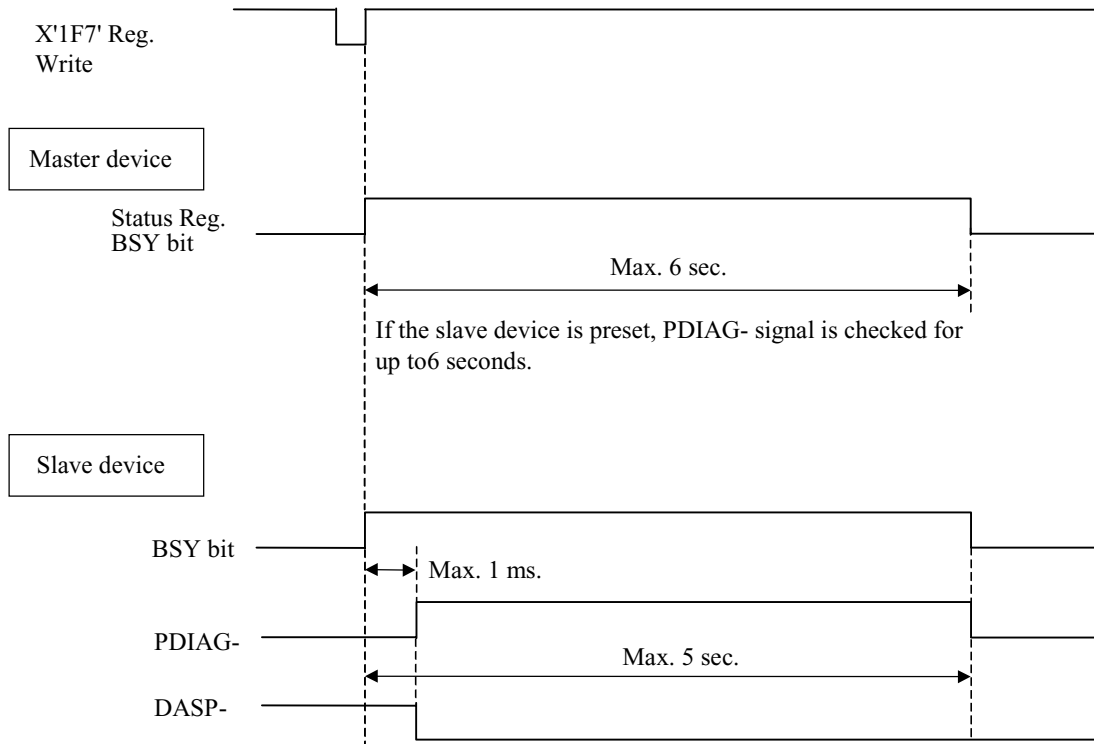 X'1F7' Reg.
Write
Master device
Status Reg.
BSY bit
Max. 6 sec.
If the slave device is preset, PDIAG- signal is checked for
up to6 seconds.
Slave device
BSY bit
Max. 1 ms.
PDIAG-
Max. 5 sec.
DASP-